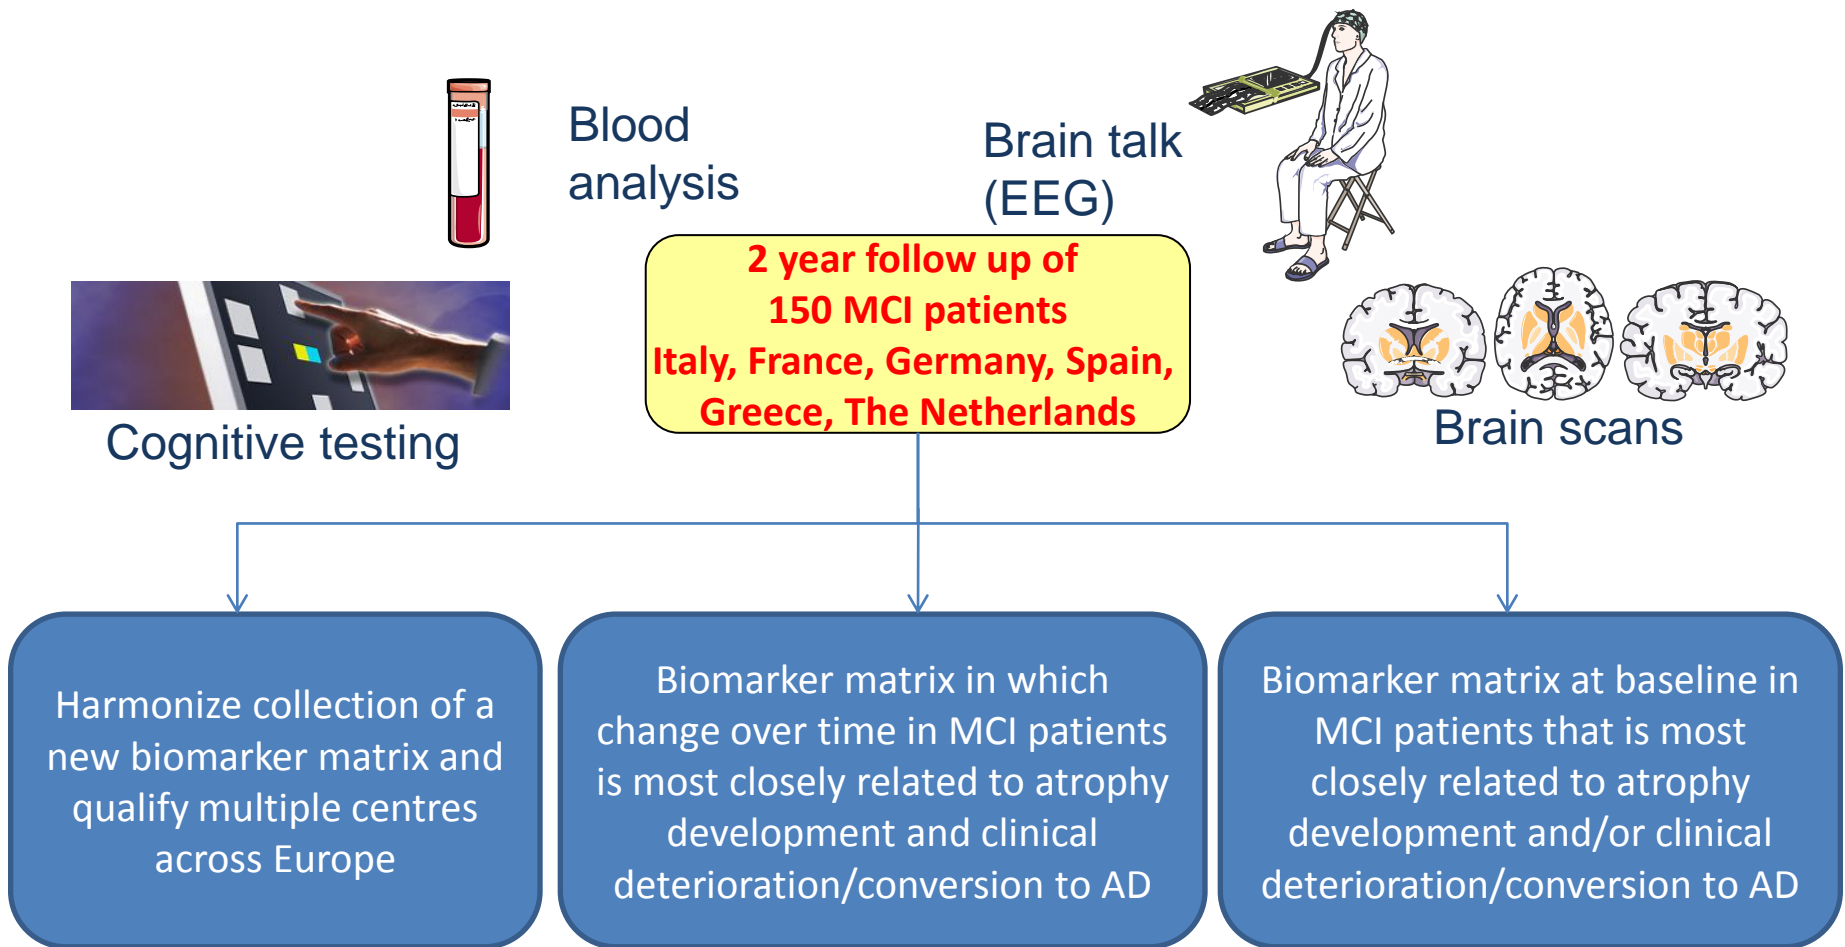 Blood
analysis
Brain talk
(EEG)
2 year follow up of
150 MCI patients
Italy, France, Germany, Spain,
Greece, The Netherlands
Cognitive testing
Brain scans
Harmonize collection of a
new biomarker matrix and
qualify multiple centres
across Europe
Biomarker matrix in which
change over time in MCI patients
is most closely related to atrophy
development and clinical
deterioration/conversion to AD
Biomarker matrix at baseline in
MCI patients that is most
closely related to atrophy
development and/or clinical
deterioration/conversion to AD